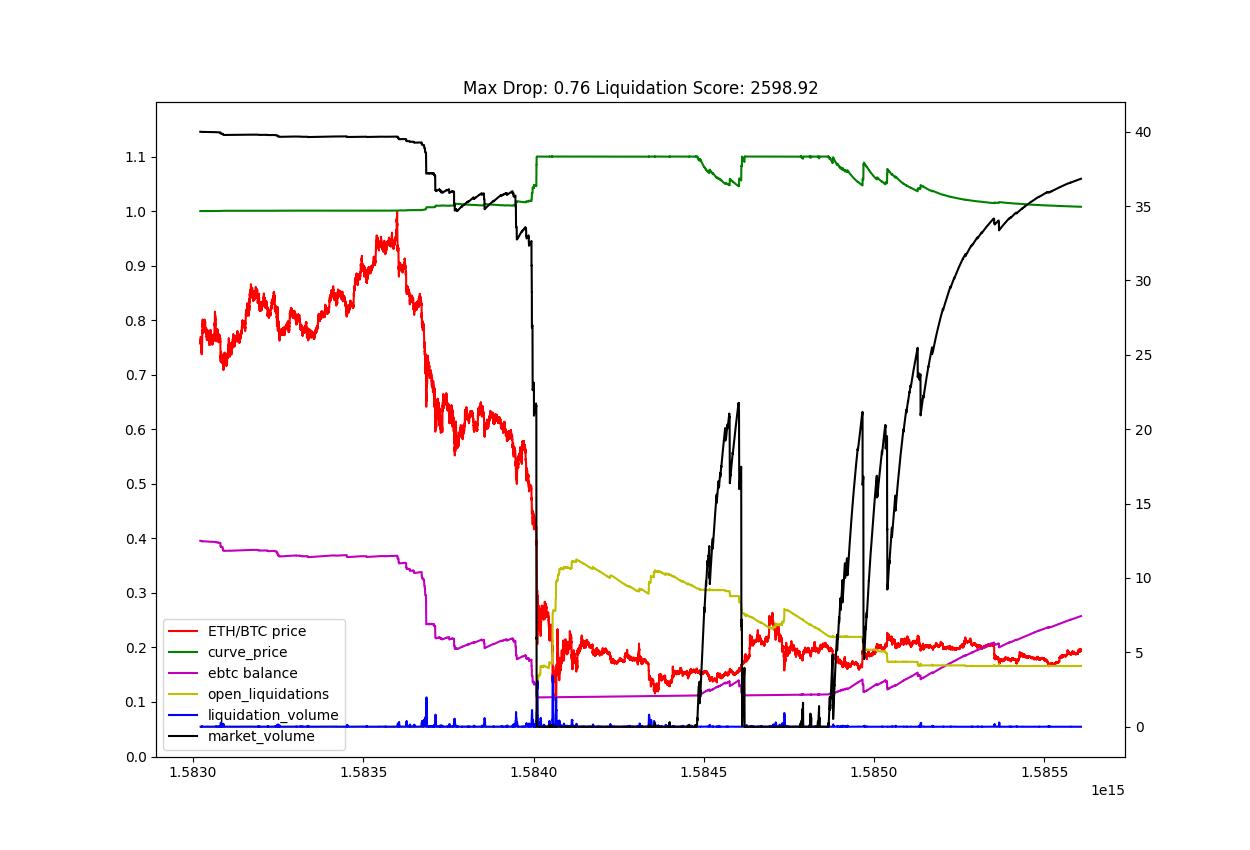 Max Drop: 0.76 Liquidation Score: 2598.92
1.1
1.0
0.9
0.8
0.7
0.6
0.5
0.4
0.3
0.2
0.1
0.0
40
35
30
25
20
15
10
5
0
ETH/BTC price
curve_price
ebtc balance
open_liquidations
liquidation_volume
market_volume
1.5830 1.5835 1.5840 1.5845 1.5850 1.5855
1e15